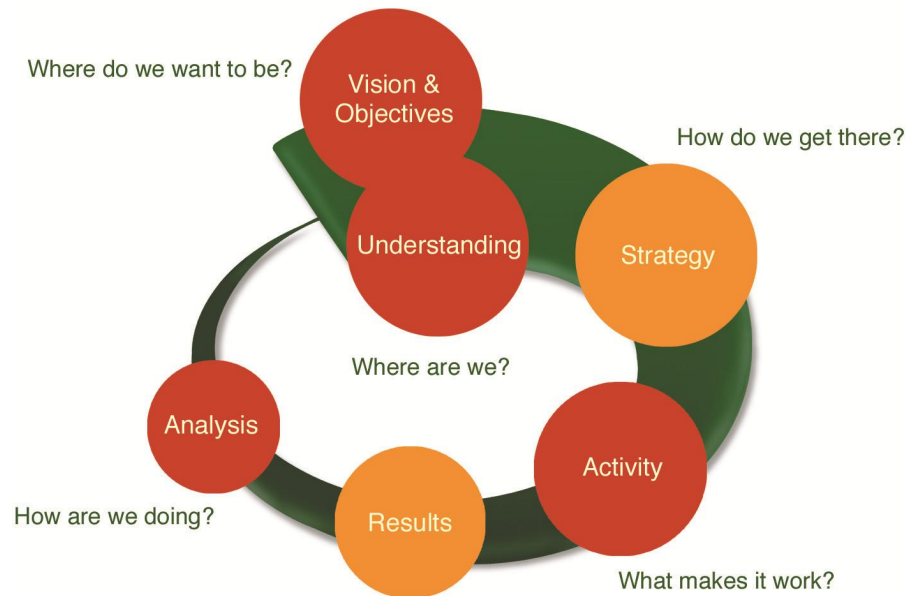 Where do we want to be?
Vision &
Objectives
How do we get there?
Understanding
Strategy
Where are we?
Analysis
Activity
How are we doing?
Results
What makes it work?